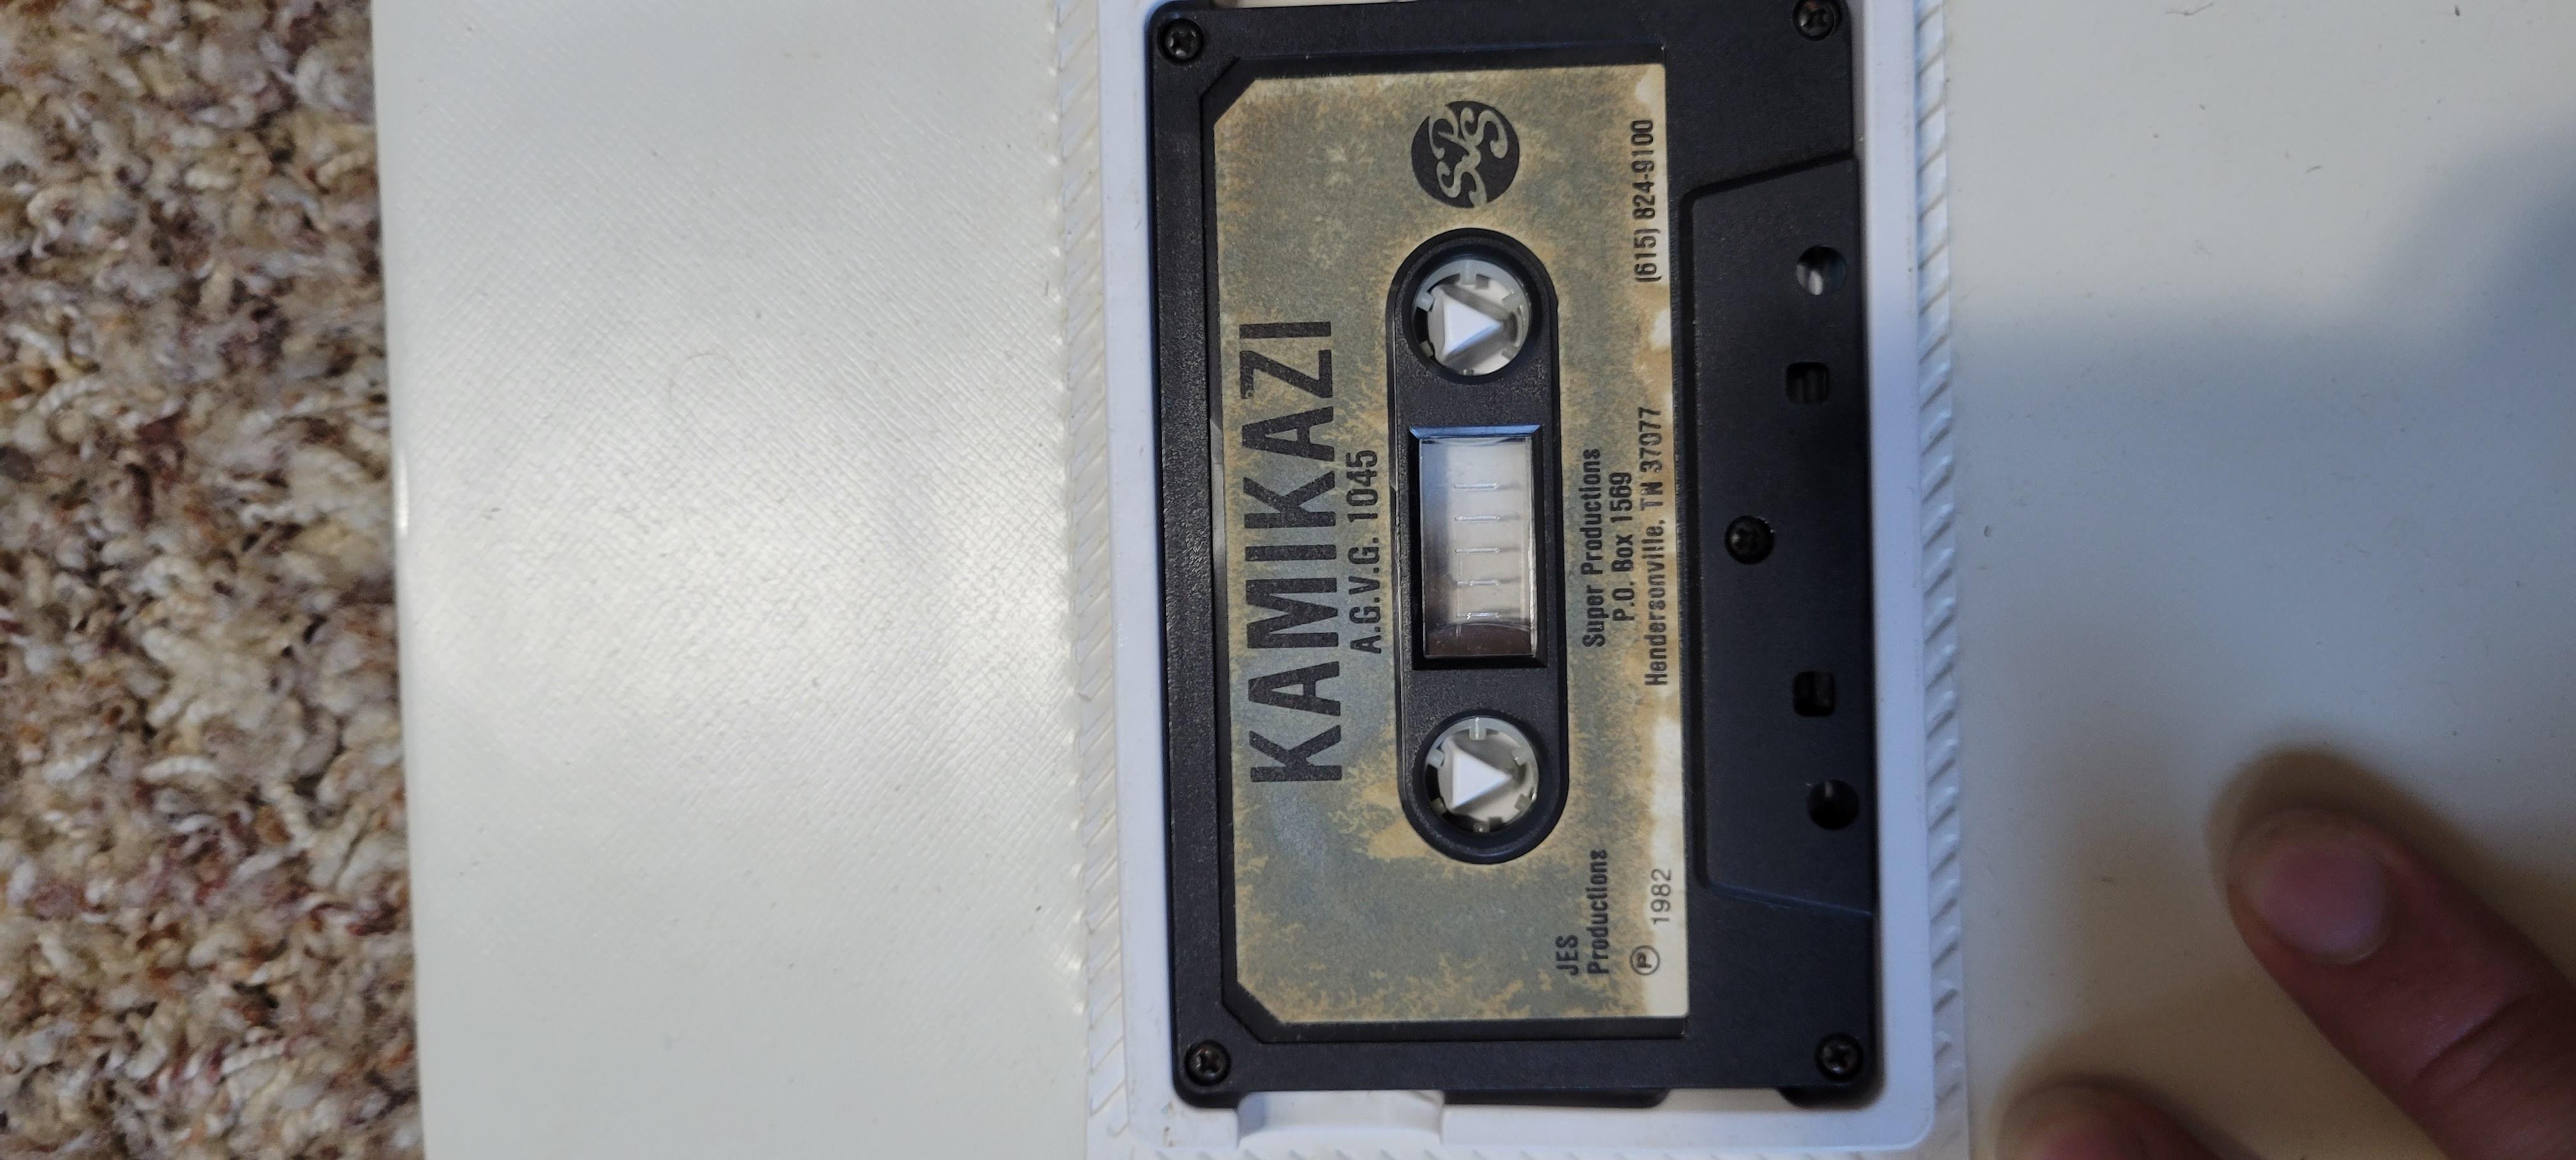 KAMIKAZI
A.G.V.G. 1045
SPS
JES
Productions
Ⓟ 1982
Super Productions
P.O. Box 1569
Hendersonville, TN 37077
(615) 824-9100